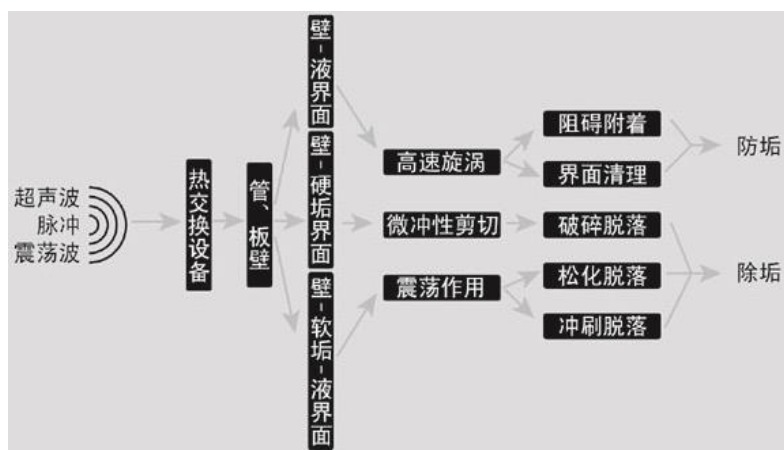 超声波
脉冲
震荡波
热交换设备
管、板壁
壁-液界面
壁-硬垢界面
壁-软垢-液界面
高速旋涡
微冲性剪切
震荡作用
阻碍附着
界面清理
破碎脱落
松化脱落
冲刷脱落
防垢
除垢